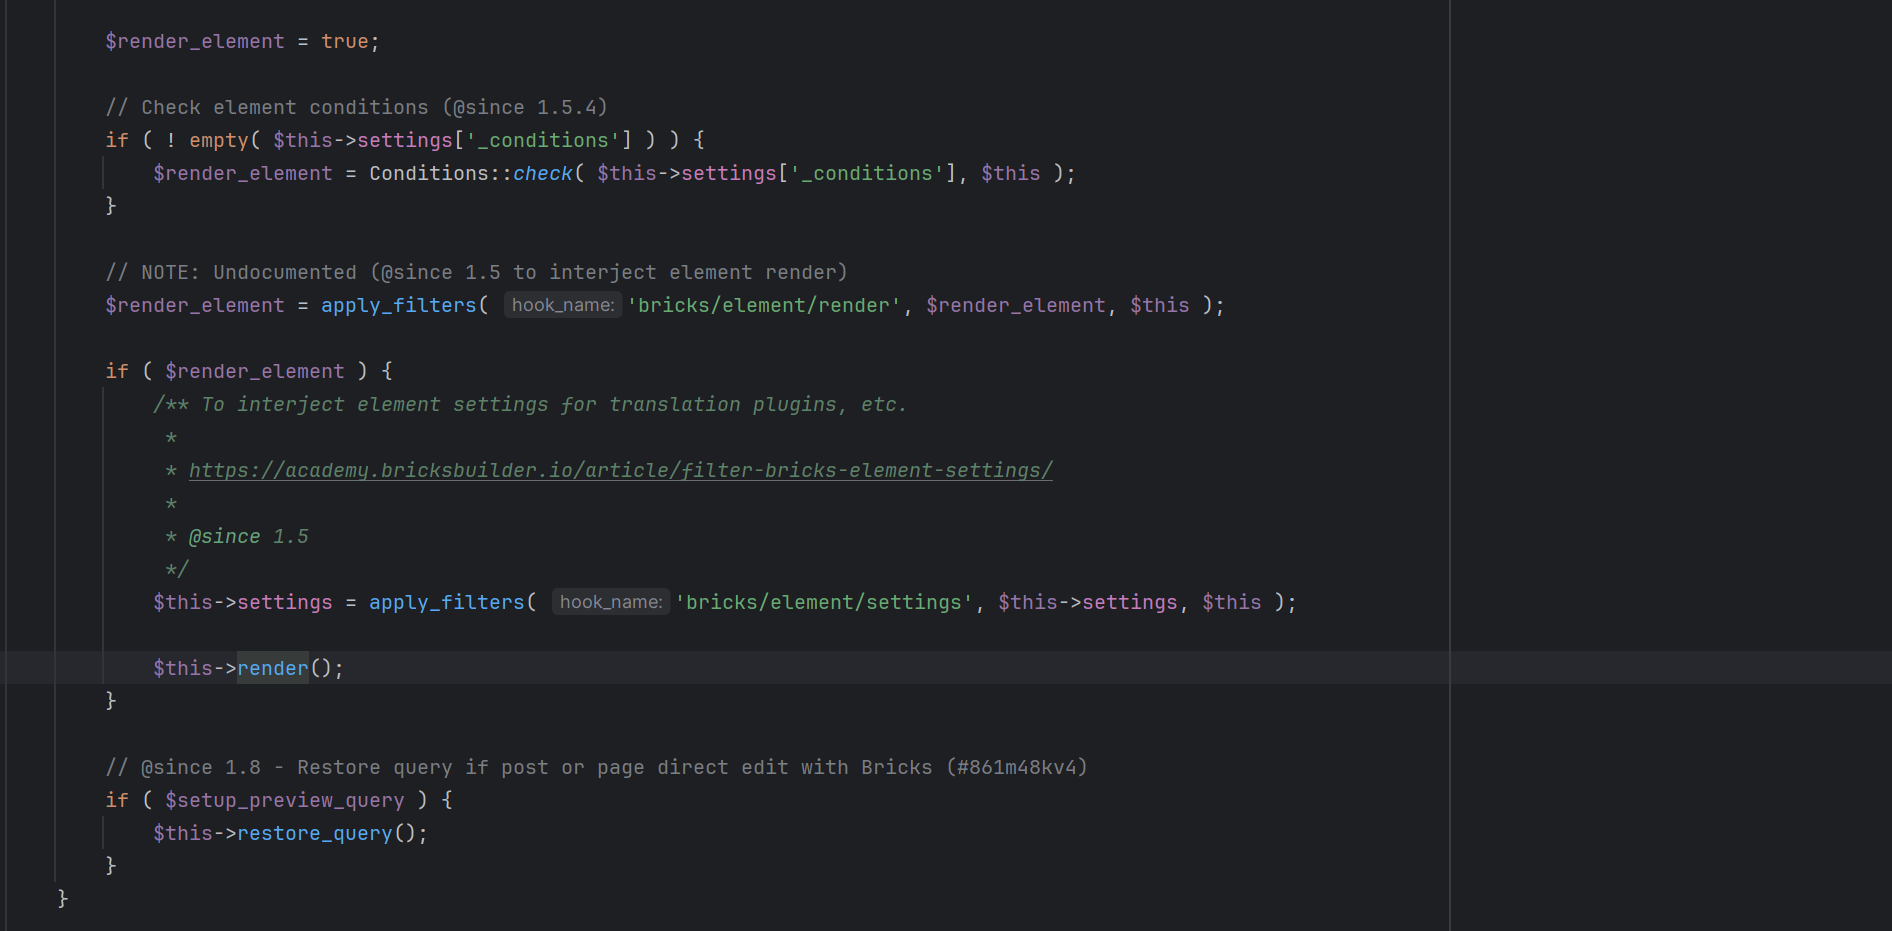 $render_element = true;
// Check element conditions (@since 1.5.4)
if ( ! empty( $this->settings['_conditions'] ) ) {
$render_element = Conditions::check( $this->settings['_conditions'], $this );
}
// NOTE: Undocumented (@since 1.5 to interject element render)
$render_element = apply_filters( hook_name: 'bricks/element/render', $render_element, $this );
if ( $render_element ) {
/** To interject element settings for translation plugins, etc.
*
* https://academy.bricksbuilder.io/article/filter-bricks-element-settings/
*
* @since 1.5
*/
$this->settings = apply_filters( hook_name: 'bricks/element/settings', $this->settings, $this );
$this->render();
}
// @since 1.8 - Restore query if post or page direct edit with Bricks (#861m48kv4)
if ( $setup_preview_query ) {
$this->restore_query();
}
}